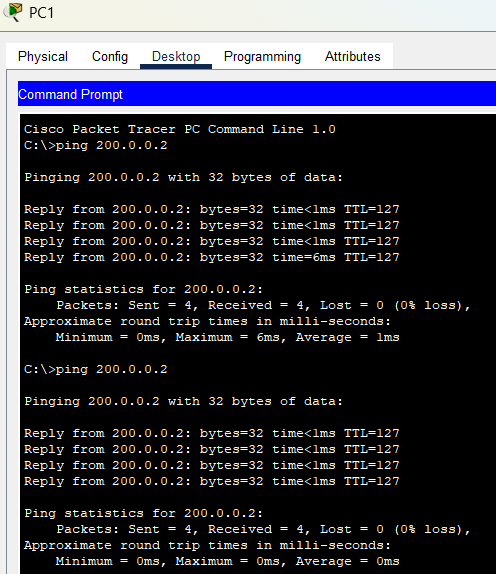 PC1
Physical Config Desktop Programming Attributes
Command Prompt
Cisco Packet Tracer PC Command Line 1.0
C:\>ping 200.0.0.2
Pinging 200.0.0.2 with 32 bytes of data:
Reply from 200.0.0.2: bytes=32 time<1ms TTL=127
Reply from 200.0.0.2: bytes=32 time<1ms TTL=127
Reply from 200.0.0.2: bytes=32 time<1ms TTL=127
Reply from 200.0.0.2: bytes=32 time=6ms TTL=127
Ping statistics for 200.0.0.2:
    Packets: Sent = 4, Received = 4, Lost = 0 (0% loss),
Approximate round trip times in milli-seconds:
    Minimum = 0ms, Maximum = 6ms, Average = 1ms
C:\>ping 200.0.0.2
Pinging 200.0.0.2 with 32 bytes of data:
Reply from 200.0.0.2: bytes=32 time<1ms TTL=127
Reply from 200.0.0.2: bytes=32 time<1ms TTL=127
Reply from 200.0.0.2: bytes=32 time<1ms TTL=127
Reply from 200.0.0.2: bytes=32 time<1ms TTL=127
Ping statistics for 200.0.0.2:
    Packets: Sent = 4, Received = 4, Lost = 0 (0% loss),
Approximate round trip times in milli-seconds:
    Minimum = 0ms, Maximum = 0ms, Average = 0ms